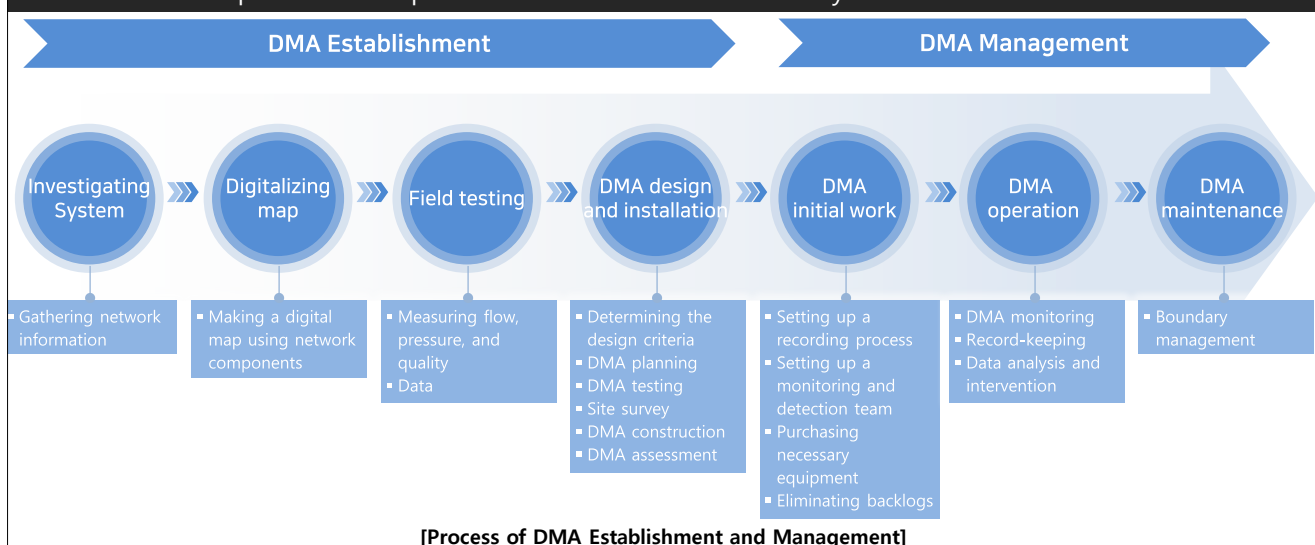 DMA Establishment
DMA Management
Investigating
System
Digitalizing
map
Field testing
DMA design
and installation
DMA
initial work
DMA
operation
DMA
maintenance
▪ Gathering network
information
▪ Making a digital
map using network
components
▪ Measuring flow,
pressure, and
quality
▪ Data
▪ Determining the
design criteria
▪ DMA planning
▪ DMA testing
▪ Site survey
▪ DMA construction
▪ DMA assessment
▪ Setting up a
recording process
▪ Setting up a
monitoring and
detection team
▪ Purchasing
necessary
equipment
▪ Eliminating backlogs
▪ DMA monitoring
▪ Record-keeping
▪ Data analysis and
intervention
▪ Boundary
management
[Process of DMA Establishment and Management]